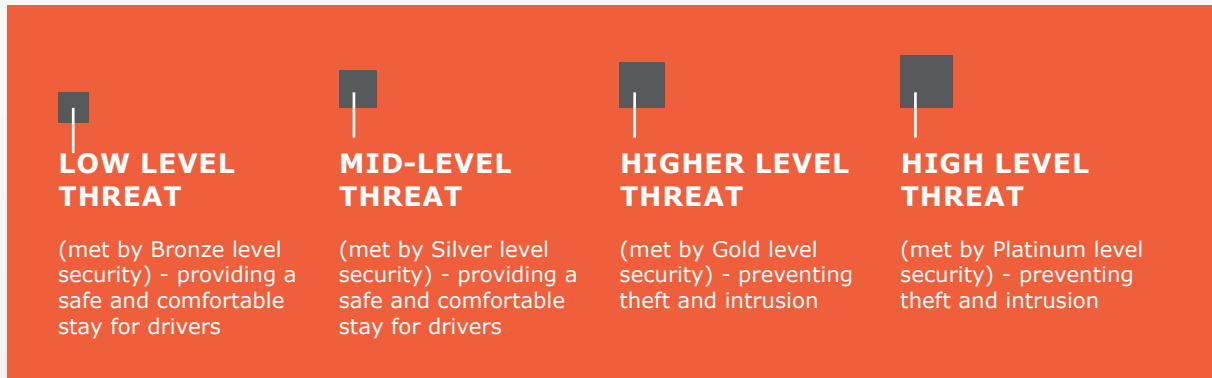 LOW LEVEL
THREAT
(met by Bronze level
security) - providing a
safe and comfortable
stay for drivers
MID-LEVEL
THREAT
(met by Silver level
security) - providing a
safe and comfortable
stay for drivers
HIGHER LEVEL
THREAT
(met by Gold level
security) - preventing
theft and intrusion
HIGH LEVEL
THREAT
(met by Platinum level
security) - preventing
theft and intrusion